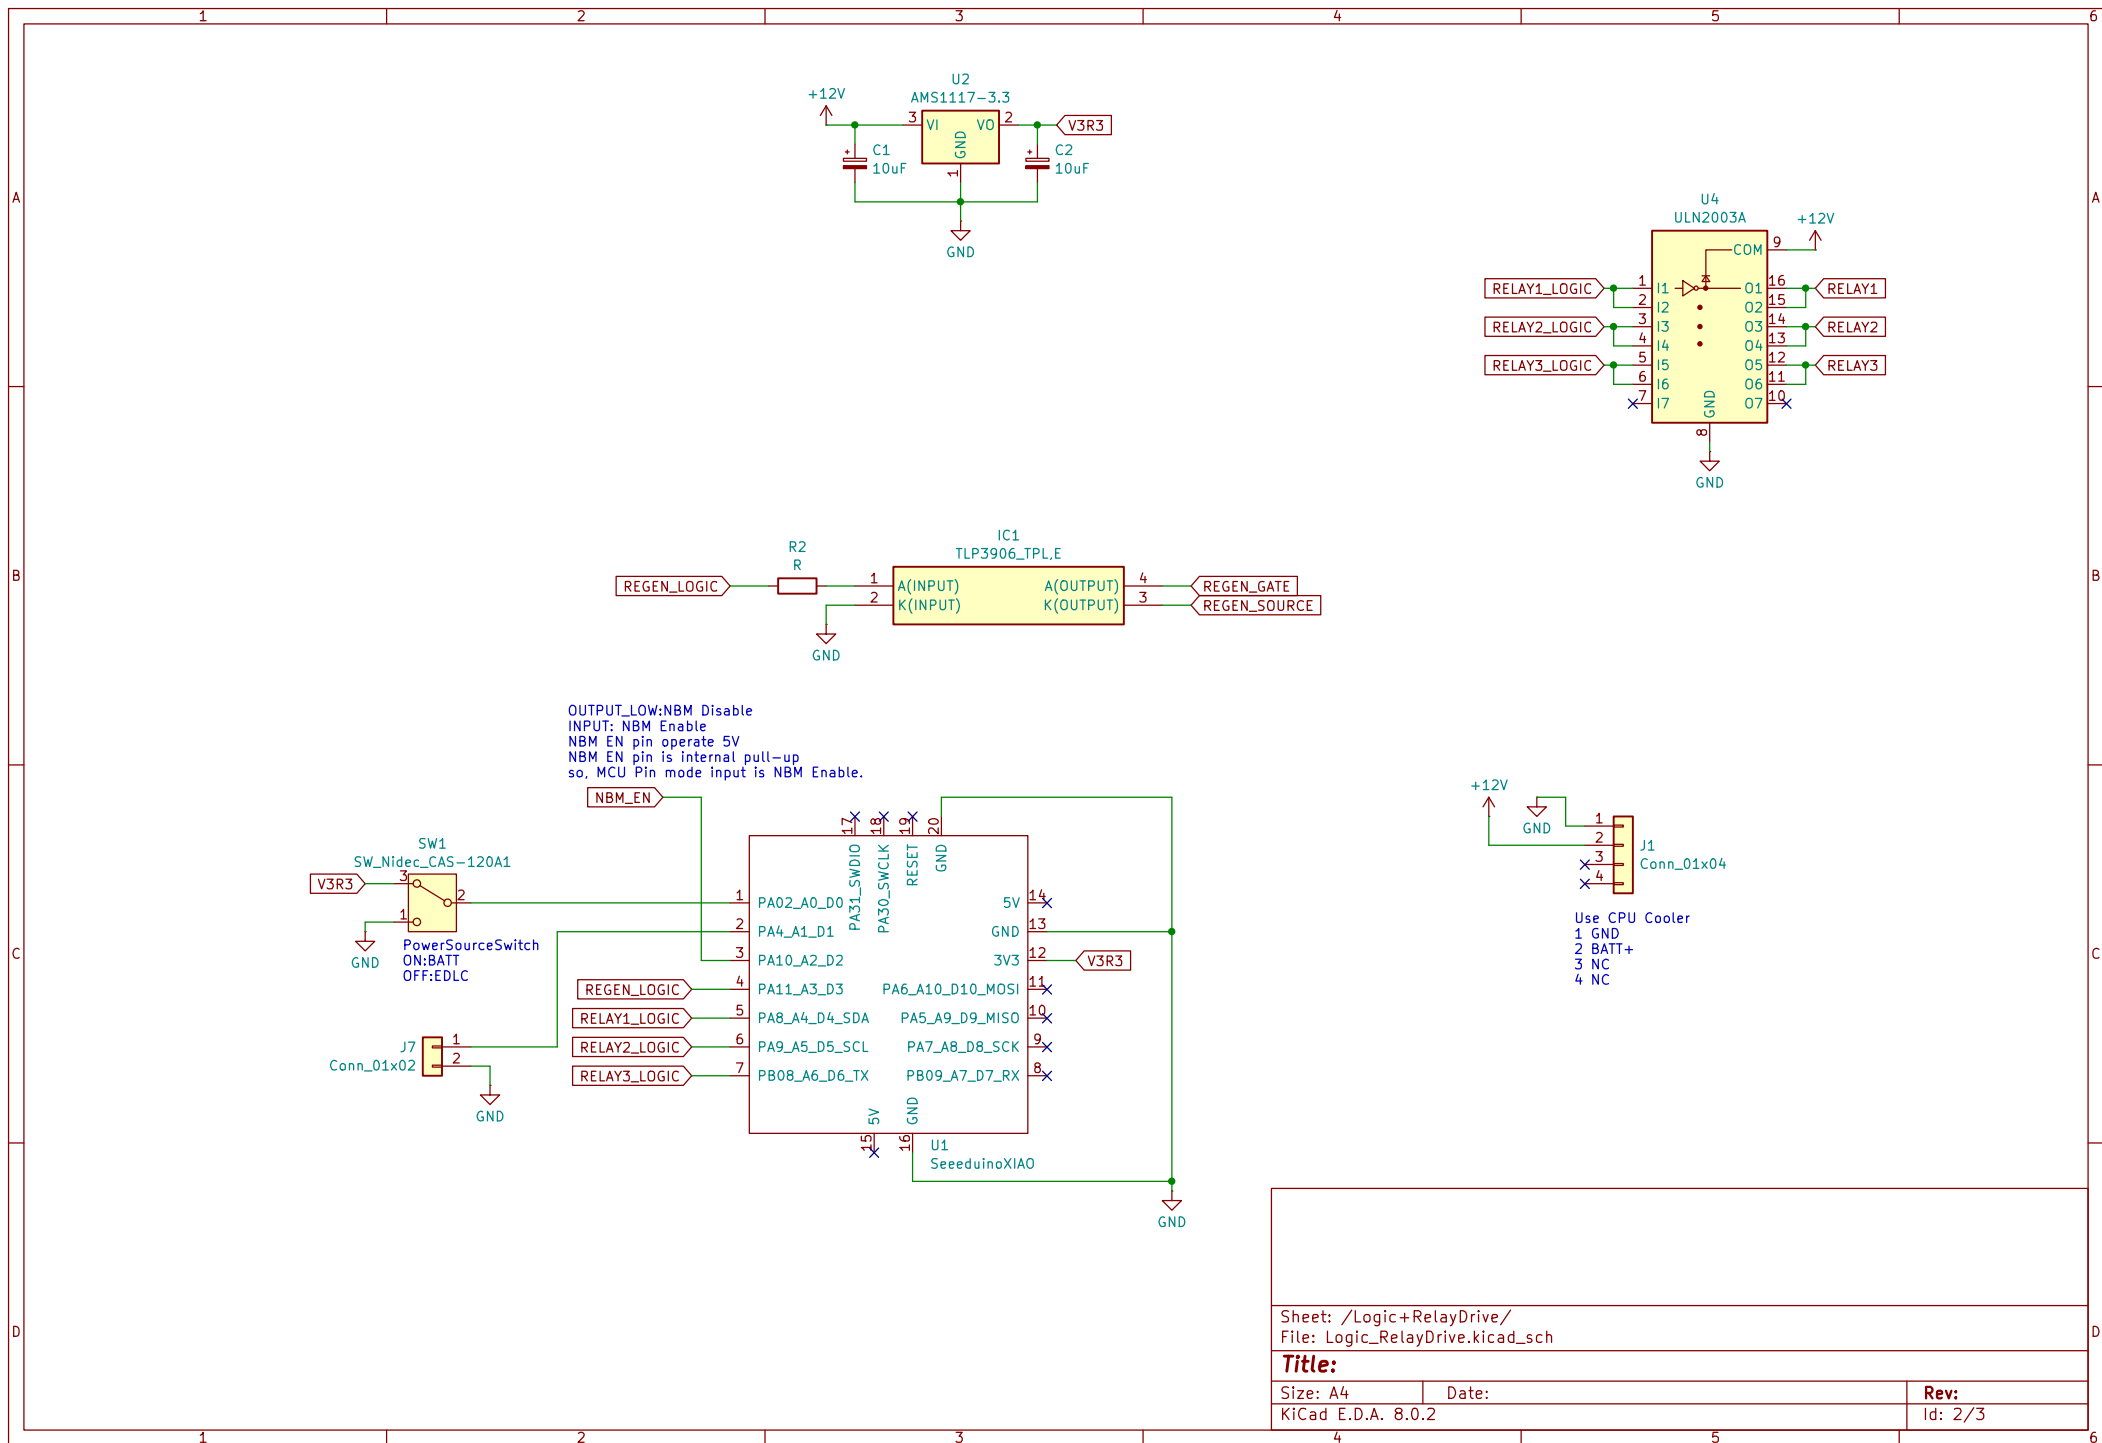 1 2 3 4 5 6
A
B
C
D
A
B
C
D
U2
AMS1117-3.3
+12V
3 VI VO 2
GND
1
V3R3
C1
10uF
C2
10uF
GND
U4
ULN2003A
+12V
COM 9
RELAY1_LOGIC 1 I1 O1 16 RELAY1
2 I2 O2 15
RELAY2_LOGIC 3 I3 O3 14 RELAY2
4 I4 O4 13
RELAY3_LOGIC 5 I5 O5 12 RELAY3
6 I6 O6 11
7 I7 O7 10
GND
8
GND
IC1
TLP3906_TPL,E
R2
R
REGEN_LOGIC 1 A(INPUT) A(OUTPUT) 4 REGEN_GATE
2 K(INPUT) K(OUTPUT) 3 REGEN_SOURCE
GND
OUTPUT_LOW:NBM Disable
INPUT: NBM Enable
NBM EN pin operate 5V
NBM EN pin is internal pull-up
so, MCU Pin mode input is NBM Enable.
NBM_EN
17 18 19 20
PA31_SWDIO
PA30_SWCLK
RESET
GND
SW1
SW_Nidec_CAS-120A1
V3R3 3
2
1
GND
PowerSourceSwitch
ON:BATT
OFF:EDLC
1 PA02_A0_D0 5V 14
2 PA4_A1_D1 GND 13
3 PA10_A2_D2 3V3 12 V3R3
REGEN_LOGIC 4 PA11_A3_D3 PA6_A10_D10_MOSI 11
RELAY1_LOGIC 5 PA8_A4_D4_SDA PA5_A9_D9_MISO 10
RELAY2_LOGIC 6 PA9_A5_D5_SCL PA7_A8_D8_SCK 9
RELAY3_LOGIC 7 PB08_A6_D6_TX PB09_A7_D7_RX 8
5V
GND
15 16
U1
SeeeduinoXIAO
GND
J7
Conn_01x02
1
2
GND
+12V
GND
1
2
3
4
J1
Conn_01x04
Use CPU Cooler
1 GND
2 BATT+
3 NC
4 NC
Sheet: /Logic+RelayDrive/
File: Logic_RelayDrive.kicad_sch
Title:
Size: A4 Date: Rev:
KiCad E.D.A. 8.0.2 Id: 2/3
1 2 3 4 5 6